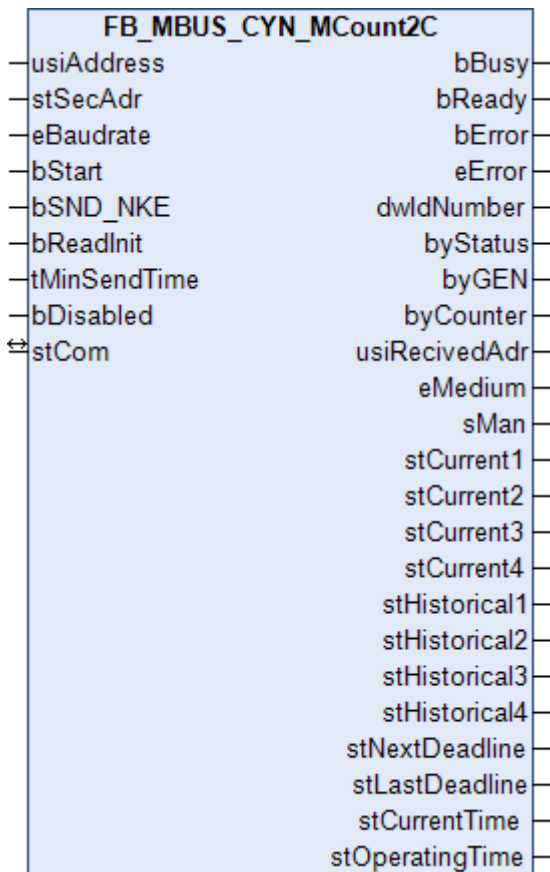 FB_MBUS_CYN_MCount2C
usiAddress bBusy
stSecAdr bReady
eBaudrate bError
bStart eError
bSND_NKE dwIdNumber
bReadInit byStatus
tMinSendTime byGEN
bDisabled byCounter
stCom usiRecivedAdr
eMedium
sMan
stCurrent1
stCurrent2
stCurrent3
stCurrent4
stHistorical1
stHistorical2
stHistorical3
stHistorical4
stNextDeadline
stLastDeadline
stCurrentTime
stOperatingTime